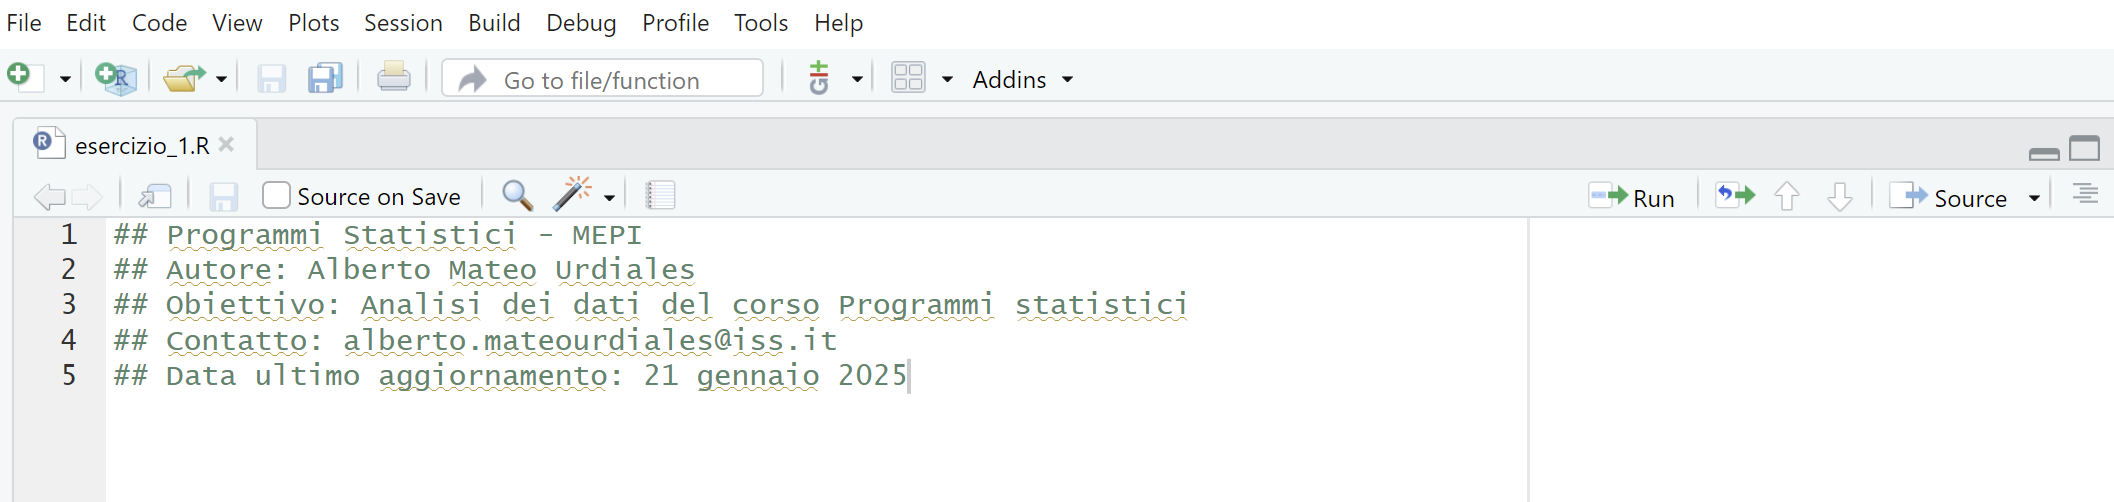 File Edit Code View Plots Session Build Debug Profile Tools Help
Go to file/function Addins
esercizio_1.R
Source on Save Run Source
1 ## Programmi Statistici - MEPI
2 ## Autore: Alberto Mateo Urdiales
3 ## Obiettivo: Analisi dei dati del corso Programmi statistici
4 ## Contatto: alberto.mateourdiales@iss.it
5 ## Data ultimo aggiornamento: 21 gennaio 2025